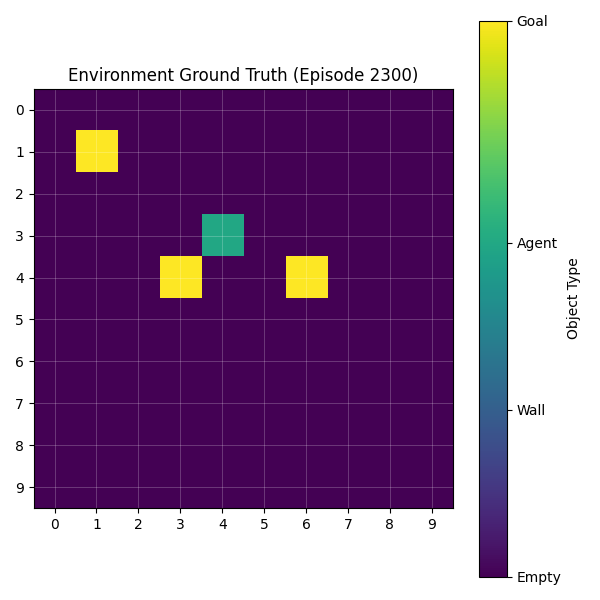 Environment Ground Truth (Episode 2300)
Goal
Agent
Wall
Empty
Object Type
0
1
2
3
4
5
6
7
8
9
0 1 2 3 4 5 6 7 8 9